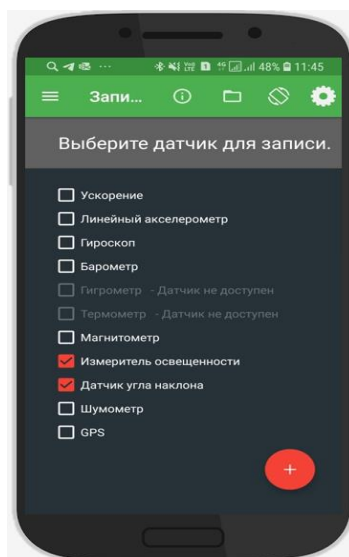 48% 11:45
Запи...
Выберите датчик для записи.
Ускорение
Линейный акселерометр
Гироскоп
Барометр
Гигрометр - Датчик не доступен
Термометр - Датчик не доступен
Магнитометр
Измеритель освещенности
Датчик угла наклона
Шумометр
GPS